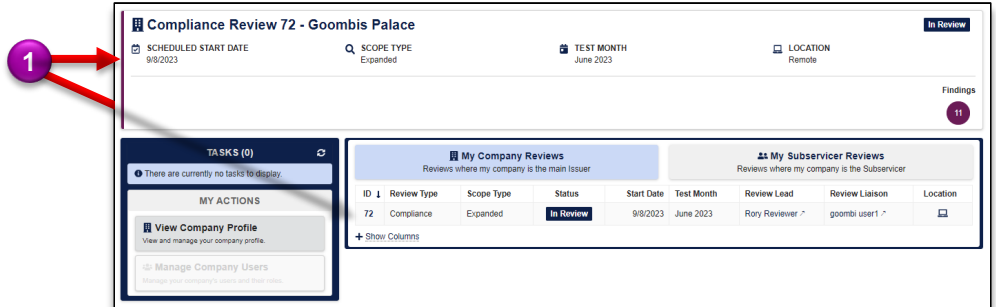 1
Compliance Review 72 - Goombis Palace
In Review
SCHEDULED START DATE
9/8/2023
SCOPE TYPE
Expanded
TEST MONTH
June 2023
LOCATION
Remote
Findings
11
TASKS (0)
There are currently no tasks to display.
MY ACTIONS
View Company Profile
View and manage your company profile.
Manage Company Users
Manage your company's users and their roles.
My Company Reviews
Reviews where my company is the main Issuer
My Subservicer Reviews
Reviews where my company is the Subservicer
ID ↓ Review Type Scope Type Status Start Date Test Month Review Lead Review Liaison Location
72 Compliance Expanded In Review 9/8/2023 June 2023 Rory Reviewer goombi user1
+ Show Columns